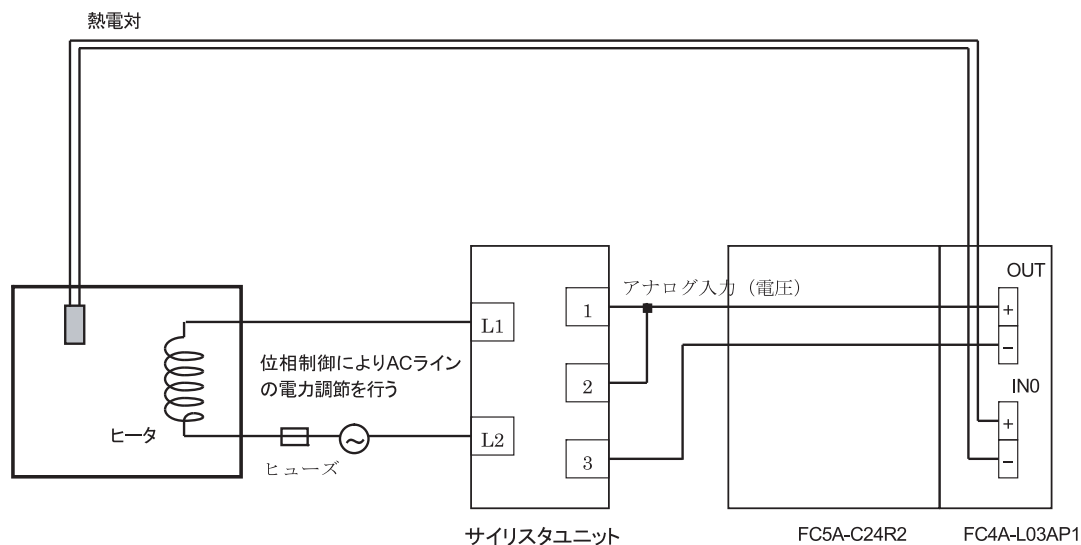 熱電対
OUT
アナログ入力（電圧）
1
+
L1
−
位相制御によりACライン
の電力調節を行う
2
IN0
+
ヒータ
L2
3
−
ヒューズ
サイリスタユニット
FC5A-C24R2
FC4A-L03AP1